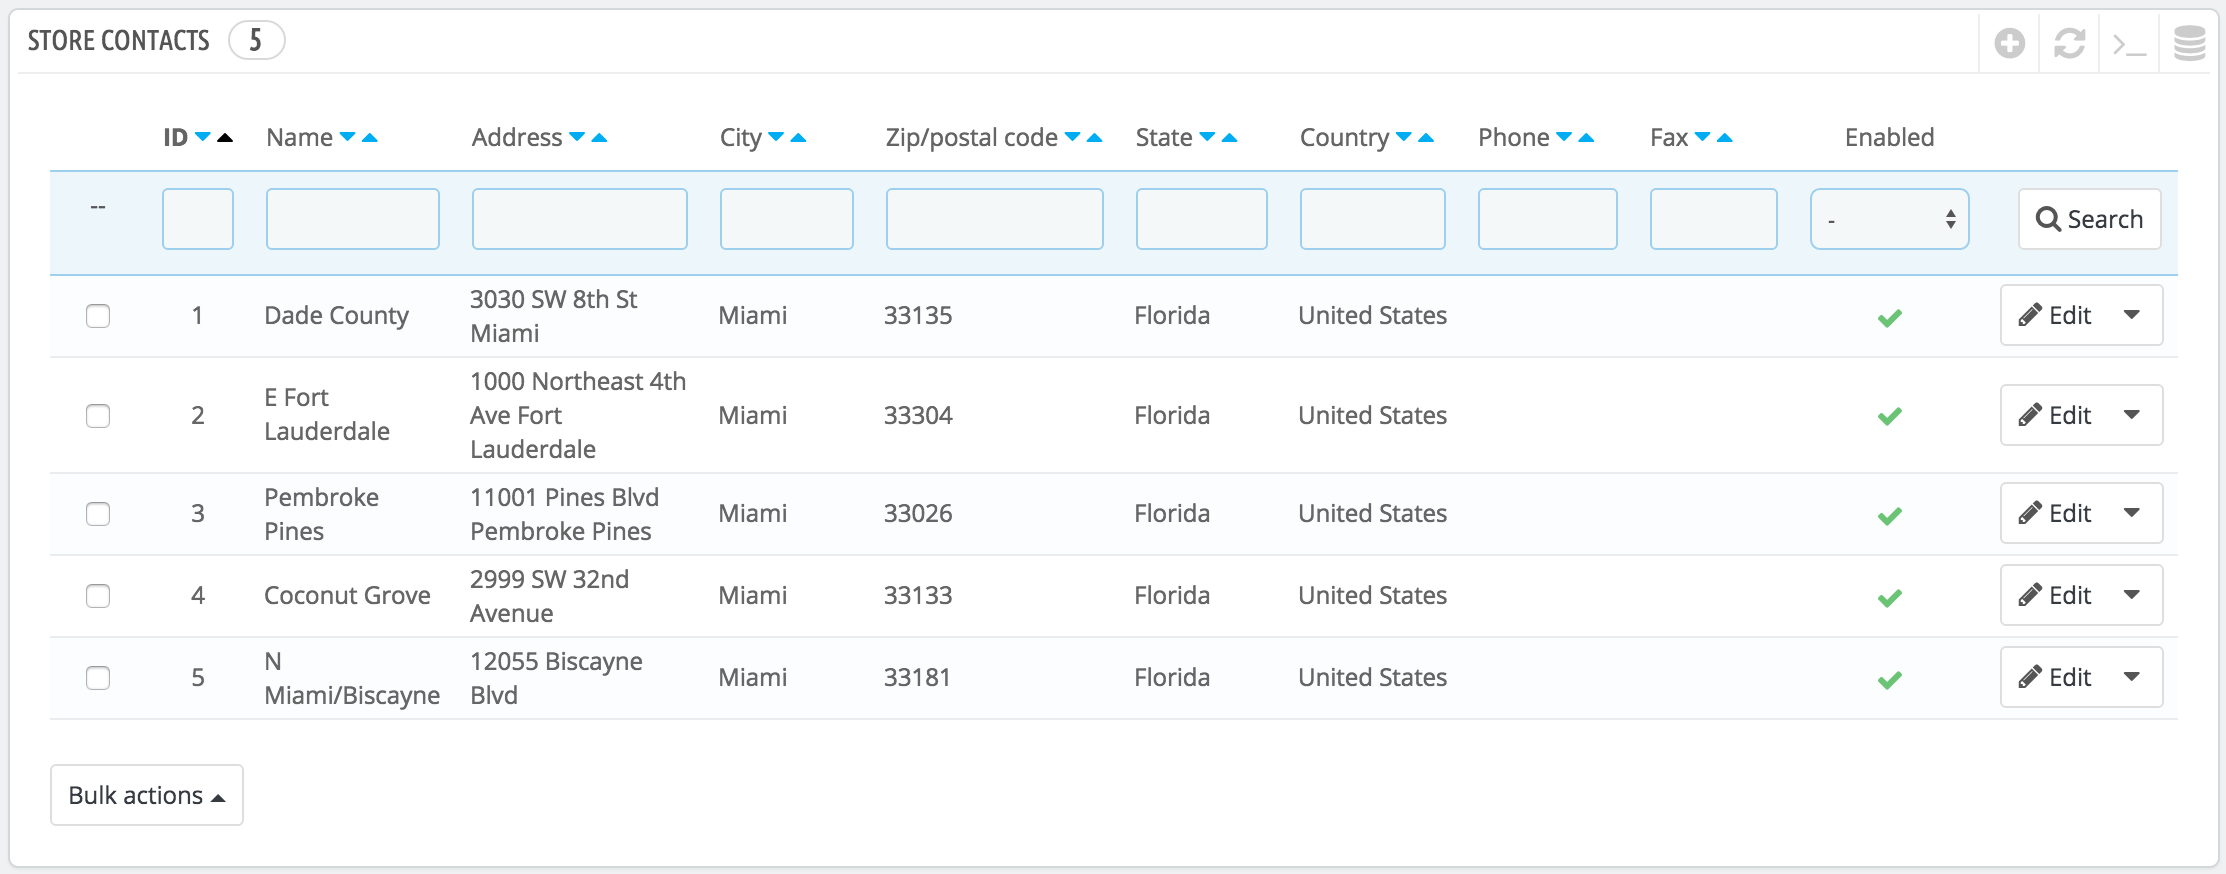 STORE CONTACTS 5
ID Name Address City Zip/postal code State Country Phone Fax Enabled
-- - Search
1 Dade County 3030 SW 8th St Miami 33135 Florida United States Edit
2 E Fort Lauderdale 1000 Northeast 4th Ave Fort Lauderdale Miami 33304 Florida United States Edit
3 Pembroke Pines 11001 Pines Blvd Pembroke Pines Miami 33026 Florida United States Edit
4 Coconut Grove 2999 SW 32nd Avenue Miami 33133 Florida United States Edit
5 N Miami/Biscayne 12055 Biscayne Blvd Miami 33181 Florida United States Edit
Bulk actions